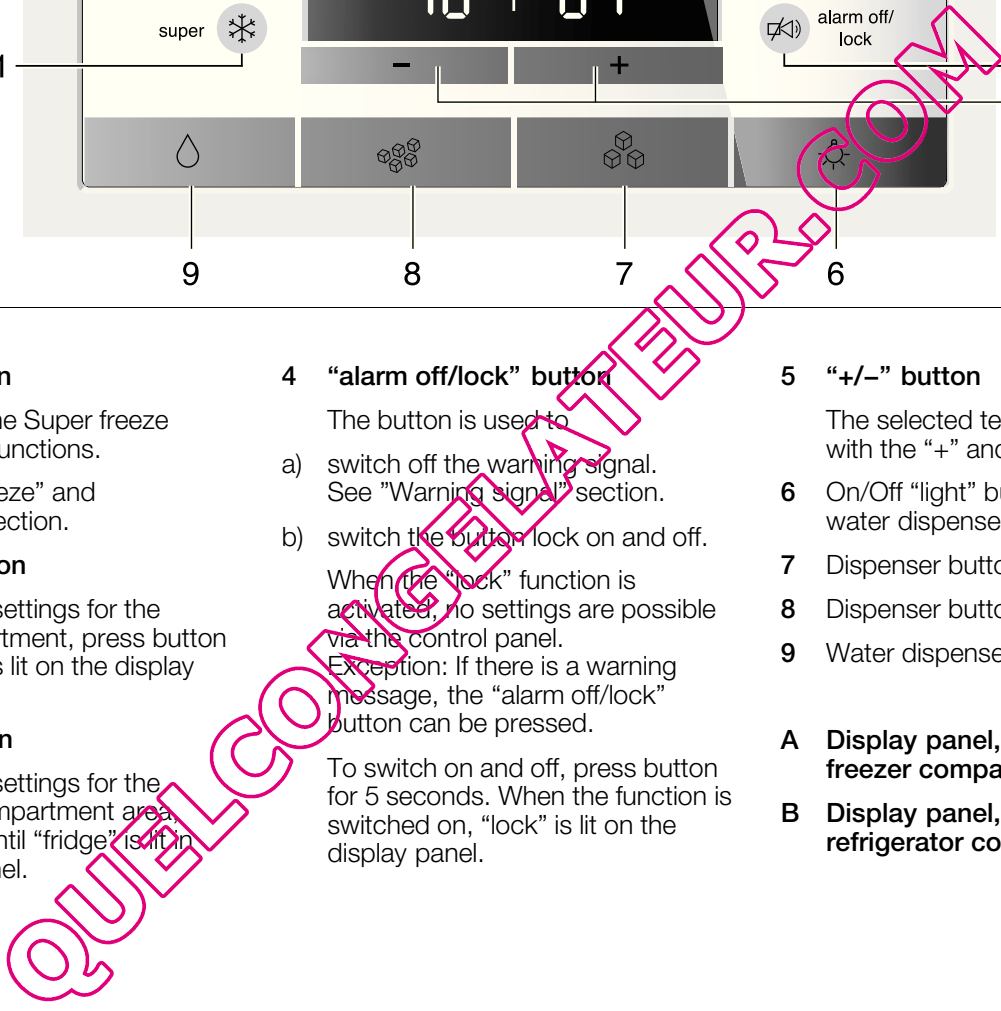 super
alarm off/
lock
1
– +
9 8 7 6
n
ne Super freeze
unctions.
eze” and
ection.
on
settings for the
rtment, press button
s lit on the display
n
settings for the
mpartment area,
ntil “fridge” is lit in
nel.
4 “alarm off/lock” button
The button is used to
a) switch off the warning signal.
See ”Warning signal” section.
b) switch the button lock on and off.
When the “lock” function is
activated, no settings are possible
via the control panel.
Exception: If there is a warning
message, the “alarm off/lock”
button can be pressed.
To switch on and off, press button
for 5 seconds. When the function is
switched on, “lock” is lit on the
display panel.
5 “+/–” button
The selected te
with the “+” and
6 On/Off “light” bu
water dispense
7 Dispenser butto
8 Dispenser butto
9 Water dispense
A Display panel,
freezer compa
B Display panel,
refrigerator co
QUELCONGELATEUR.COM